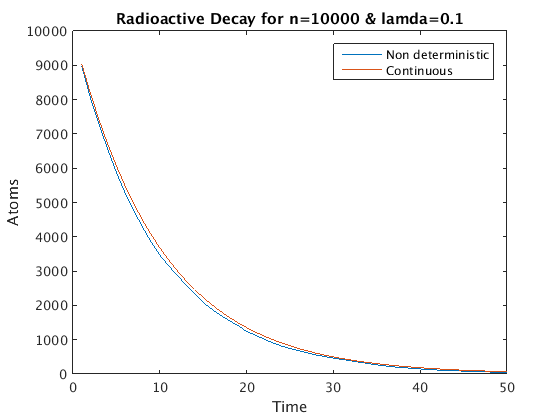 Radioactive Decay for n=10000 & lamda=0.1
10000
9000
8000
7000
6000
5000
4000
3000
2000
1000
0
Atoms
Non deterministic
Continuous
0 10 20 30 40 50
Time